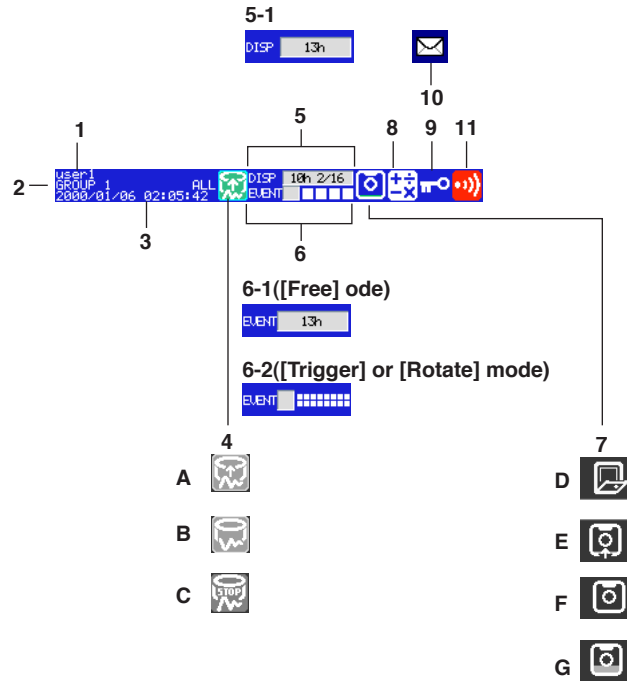 5-1
DISP 13h
10
5
8 9 11
1
user1
2
GROUP 1 ALL
2000/01/06 02:05:42
DISP 10h 2/16
EVENT
3
6
6-1([Free] ode)
EVENT 13h
6-2([Trigger] or [Rotate] mode)
EVENT
4
7
A
D
B
E
C
STOP
F
G